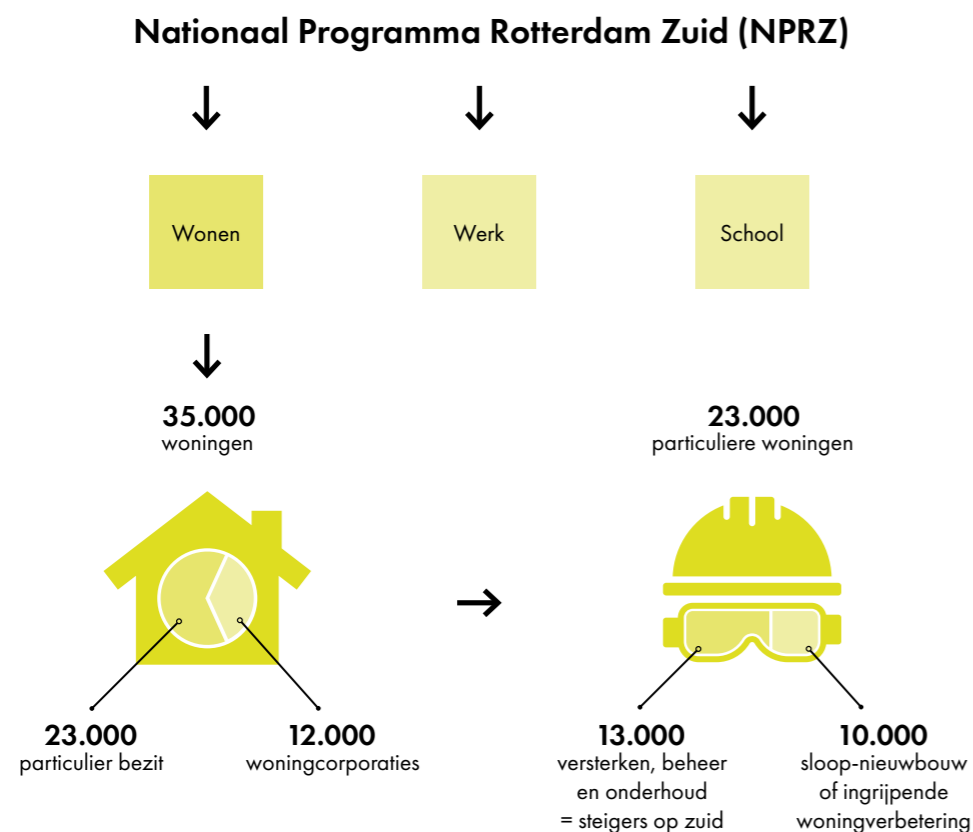 Nationaal Programma Rotterdam Zuid (NPRZ)
Wonen
Werk
School
35.000
woningen
23.000
particuliere woningen
23.000
particulier bezit
12.000
woningcorporaties
13.000
versterken, beheer
en onderhoud
= steigers op zuid
10.000
sloop-nieuwbouw
of ingrijpende
woningverbetering